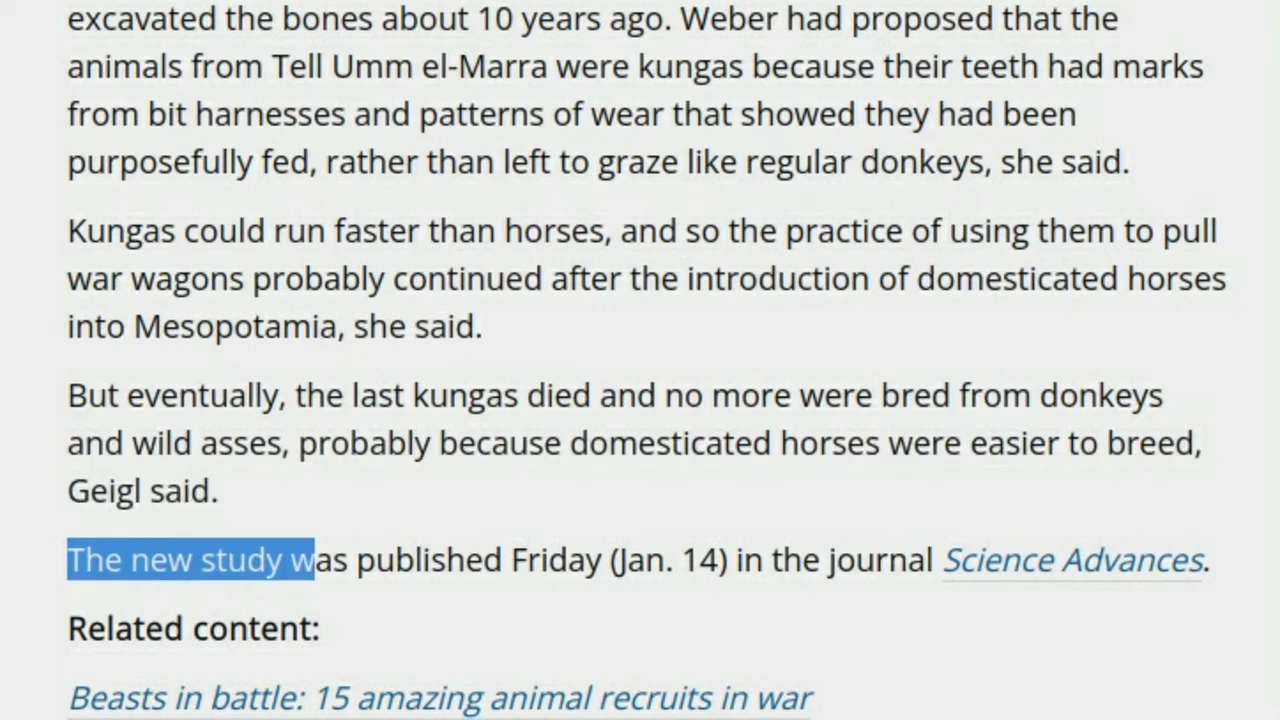 excavated the bones about 10 years ago. Weber had proposed that the
animals from Tell Umm el-Marra were kungas because their teeth had marks
from bit harnesses and patterns of wear that showed they had been
purposefully fed, rather than left to graze like regular donkeys, she said.
Kungas could run faster than horses, and so the practice of using them to pull
war wagons probably continued after the introduction of domesticated horses
into Mesopotamia, she said.
But eventually, the last kungas died and no more were bred from donkeys
and wild asses, probably because domesticated horses were easier to breed,
Geigl said.
The new study was published Friday (Jan. 14) in the journal Science Advances.
Related content:
Beasts in battle: 15 amazing animal recruits in war